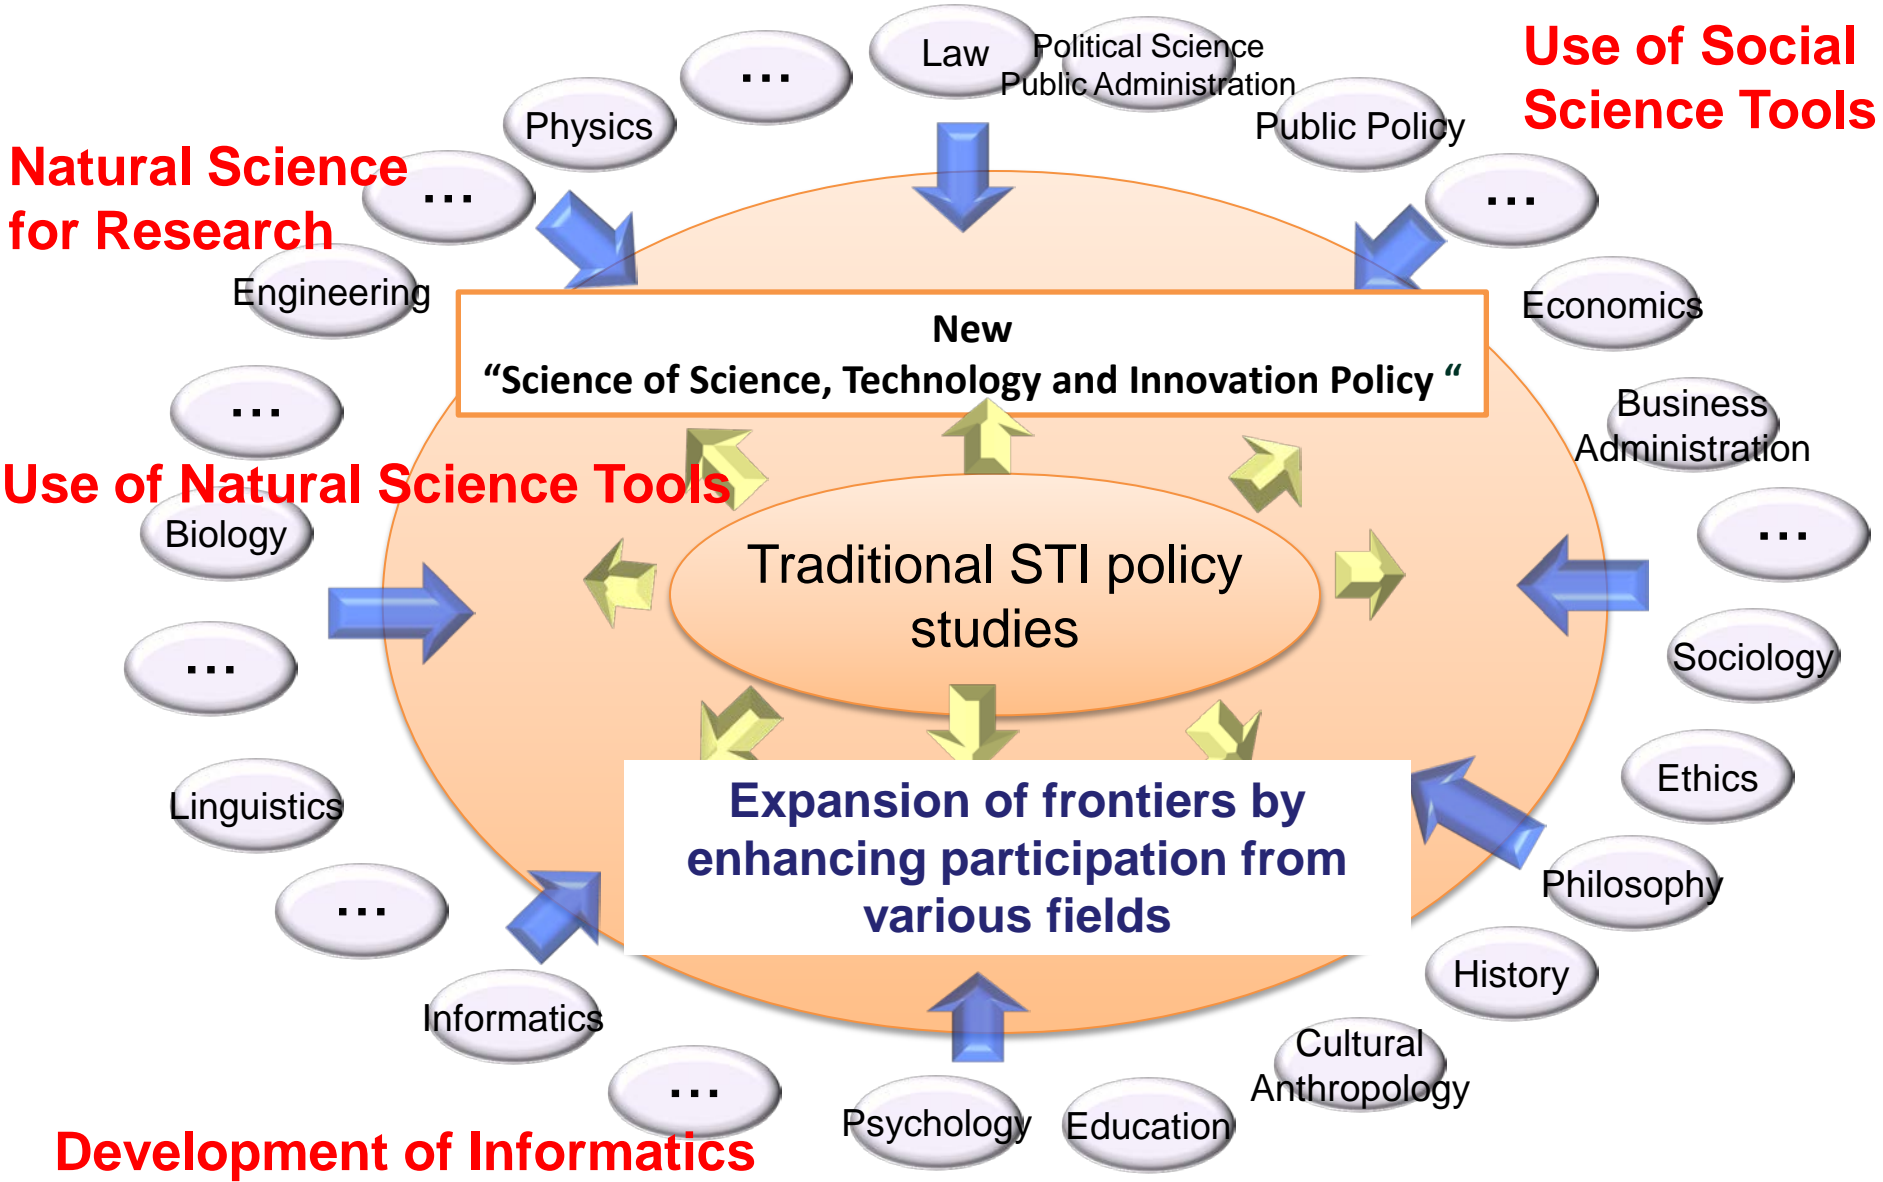 Law
Political Science
Public Administration
Use of Social
Science Tools
...
Physics
Public Policy
Natural Science
for Research
...
...
Engineering
Economics
New
“Science of Science, Technology and Innovation Policy “
...
Business
Administration
Use of Natural Science Tools
Biology
...
Traditional STI policy
studies
...
Sociology
Linguistics
Ethics
Expansion of frontiers by
enhancing participation from
various fields
...
Philosophy
History
Informatics
Cultural
Anthropology
...
Psychology
Education
Development of Informatics